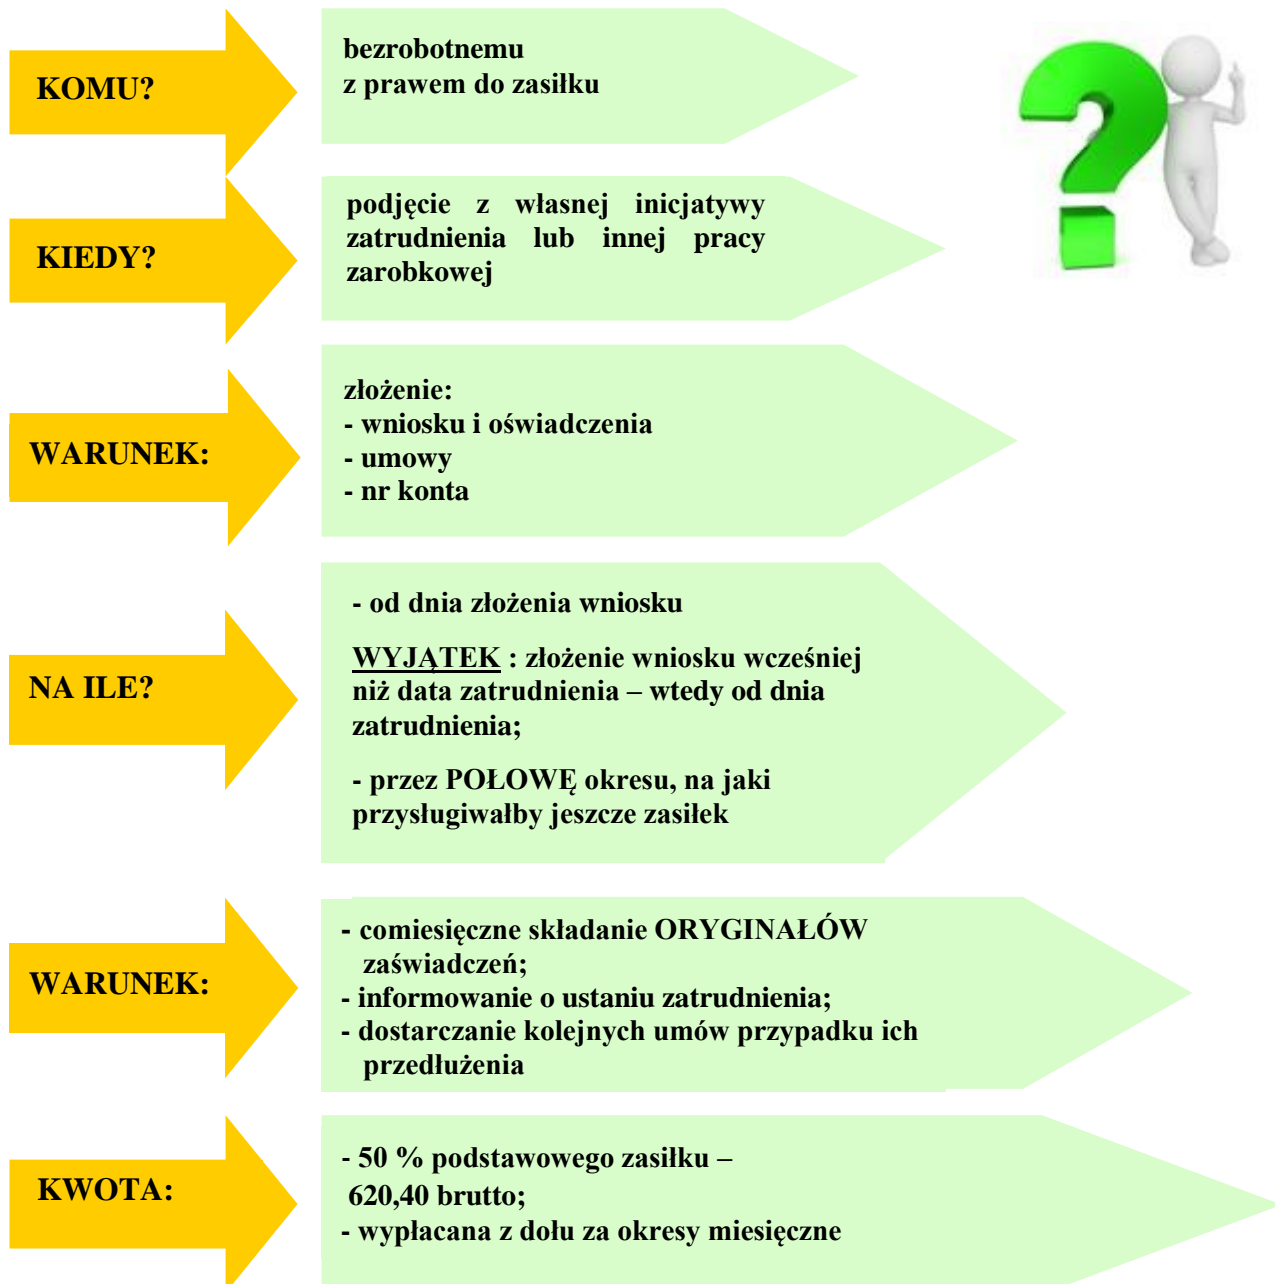 KOMU?
bezrobotnemu
z prawem do zasiłku
KIEDY?
podjęcie z własnej inicjatywy
zatrudnienia lub innej pracy
zarobkowej
WARUNEK:
złożenie:
- wniosku i oświadczenia
- umowy
- nr konta
NA ILE?
- od dnia złożenia wniosku
WYJĄTEK : złożenie wniosku wcześniej
niż data zatrudnienia – wtedy od dnia
zatrudnienia;
- przez POŁOWĘ okresu, na jaki
przysługiwałby jeszcze zasiłek
WARUNEK:
- comiesięczne składanie ORYGINAŁÓW
zaświadczeń;
- informowanie o ustaniu zatrudnienia;
- dostarczanie kolejnych umów przypadku ich
przedłużenia
KWOTA:
- 50 % podstawowego zasiłku –
620,40 brutto;
- wypłacana z dołu za okresy miesięczne